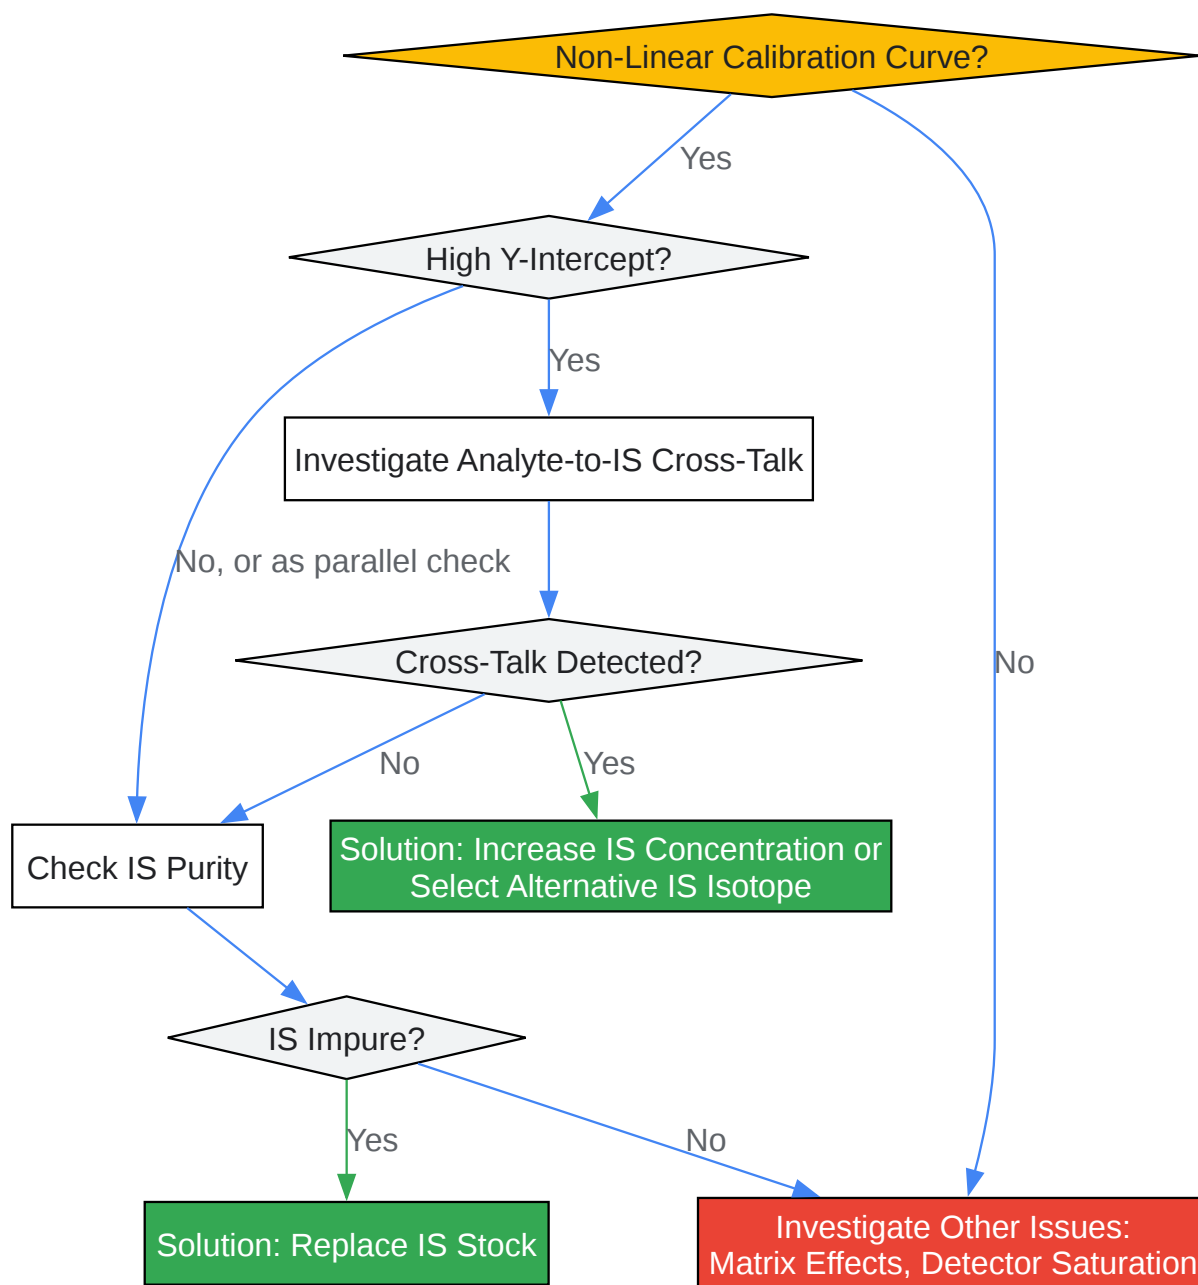 Non-Linear Calibration Curve?
Yes
High Y-Intercept?
Yes
Investigate Analyte-to-IS Cross-Talk
No, or as parallel check
Cross-Talk Detected?
No
No
Yes
Solution: Increase IS Concentration or
Select Alternative IS Isotope
Check IS Purity
IS Impure?
Yes
No
Solution: Replace IS Stock
Investigate Other Issues:
Matrix Effects, Detector Saturation